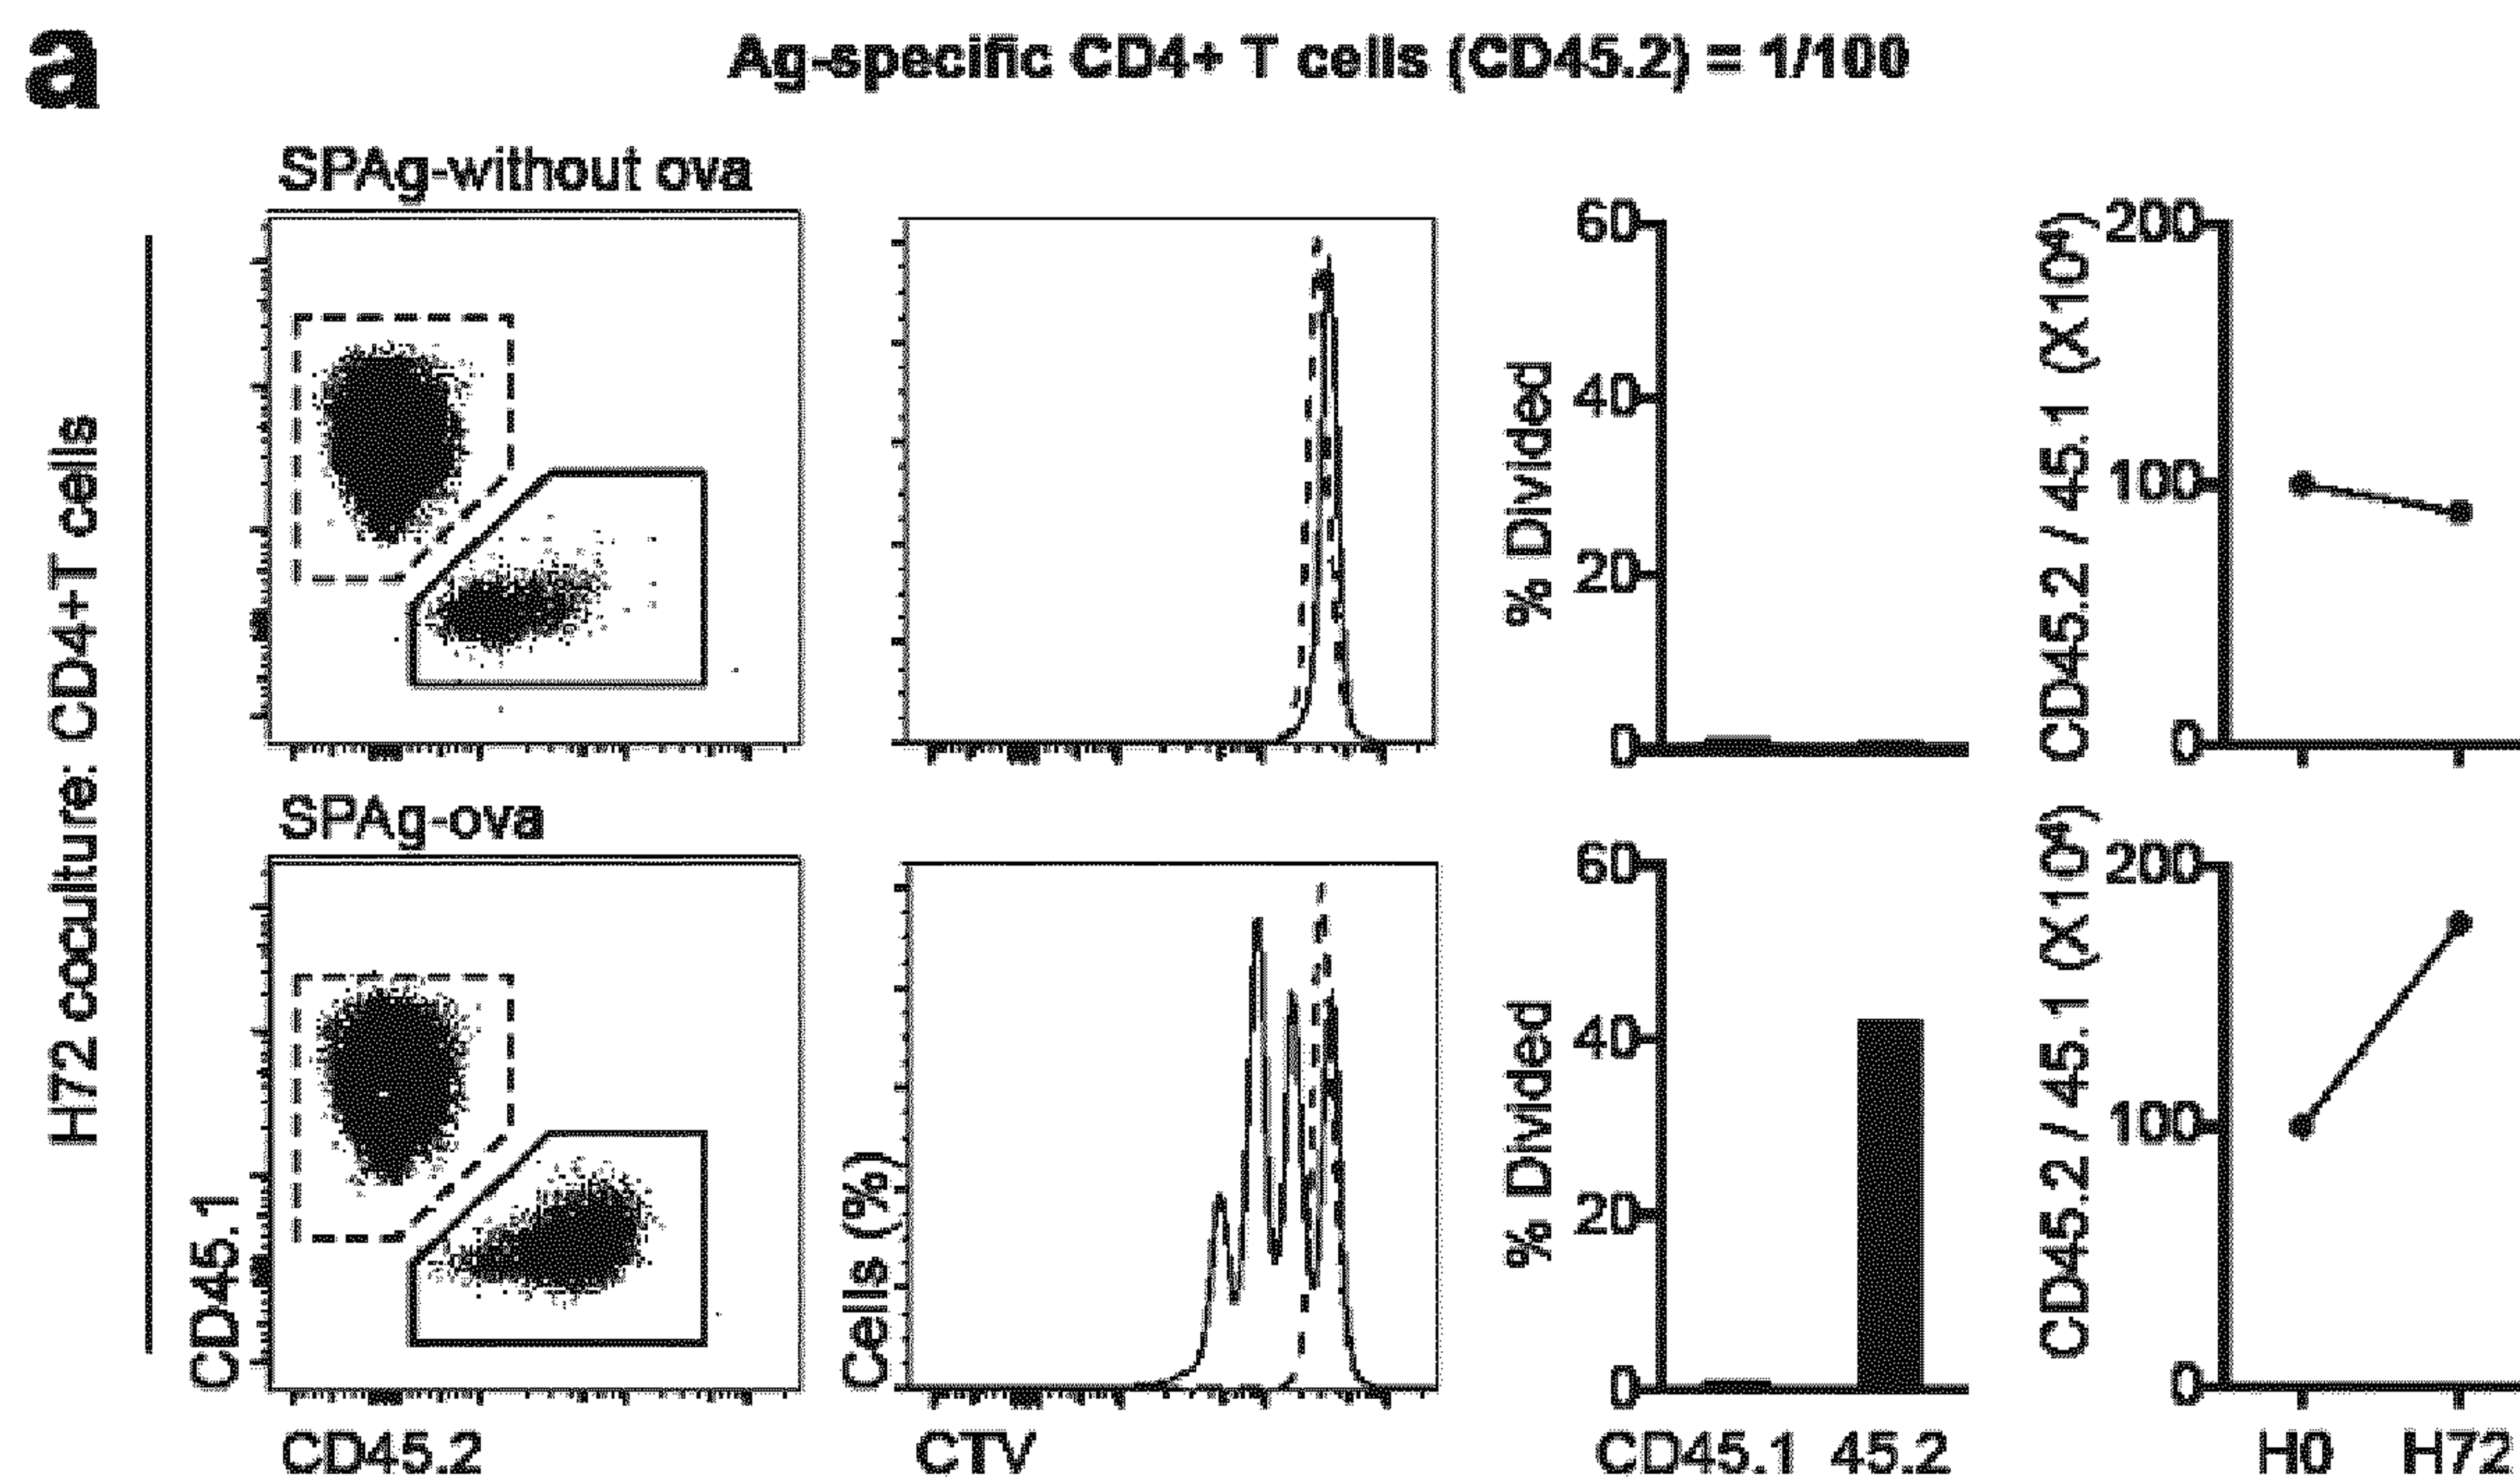 a
Ag-specific CD4+ T cells (CD45.2) = 1/100
H72 coculture: CD4+T cells
SPAg-without ova
60
40
20
0
% Divided
200
100
0
CD45.2 / 45.1 (X10⁴)
SPAg-ova
CD45.1
CD45.2
Cells (%)
CTV
60
40
20
0
% Divided
CD45.1 45.2
200
100
0
CD45.2 / 45.1 (X10⁴)
H0 H72